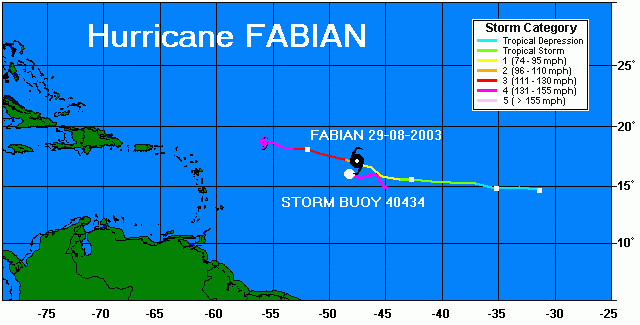 Hurricane FABIAN
Storm Category
Tropical Depression
Tropical Storm
1 (74 - 95 mph)
2 (96 - 110 mph)
3 (111 - 130 mph)
4 (131 - 155 mph)
5 ( > 155 mph)
25°
20°
FABIAN 29-08-2003
15°
STORM BUOY 40434
10°
-75 -70 -65 -60 -55 -50 -45 -40 -35 -30 -25